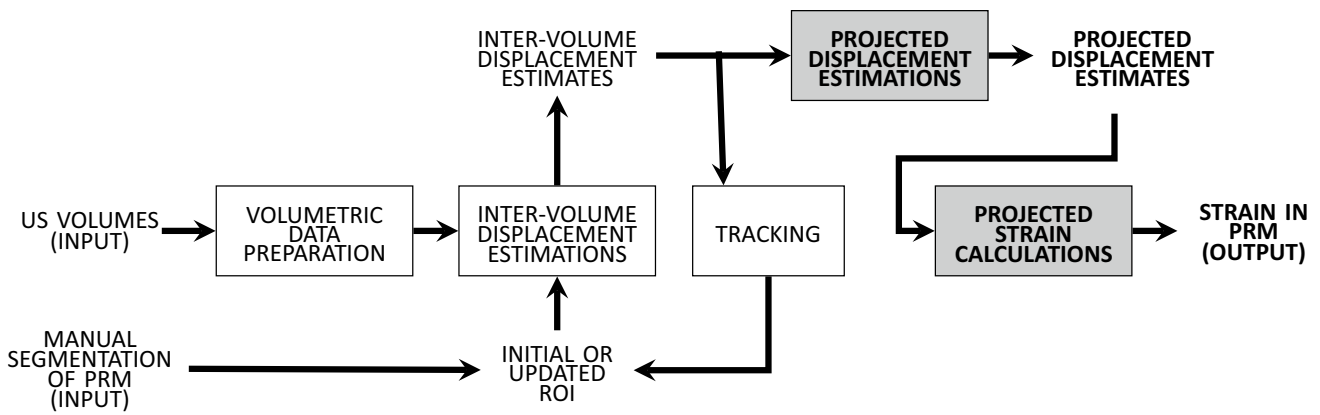 INTER-VOLUME
DISPLACEMENT
ESTIMATES
PROJECTED
DISPLACEMENT
ESTIMATIONS
PROJECTED
DISPLACEMENT
ESTIMATES
US VOLUMES
(INPUT)
VOLUMETRIC
DATA
PREPARATION
INTER-VOLUME
DISPLACEMENT
ESTIMATIONS
TRACKING
PROJECTED
STRAIN
CALCULATIONS
STRAIN IN
PRM
(OUTPUT)
MANUAL
SEGMENTATION
OF PRM
(INPUT)
INITIAL OR
UPDATED
ROI